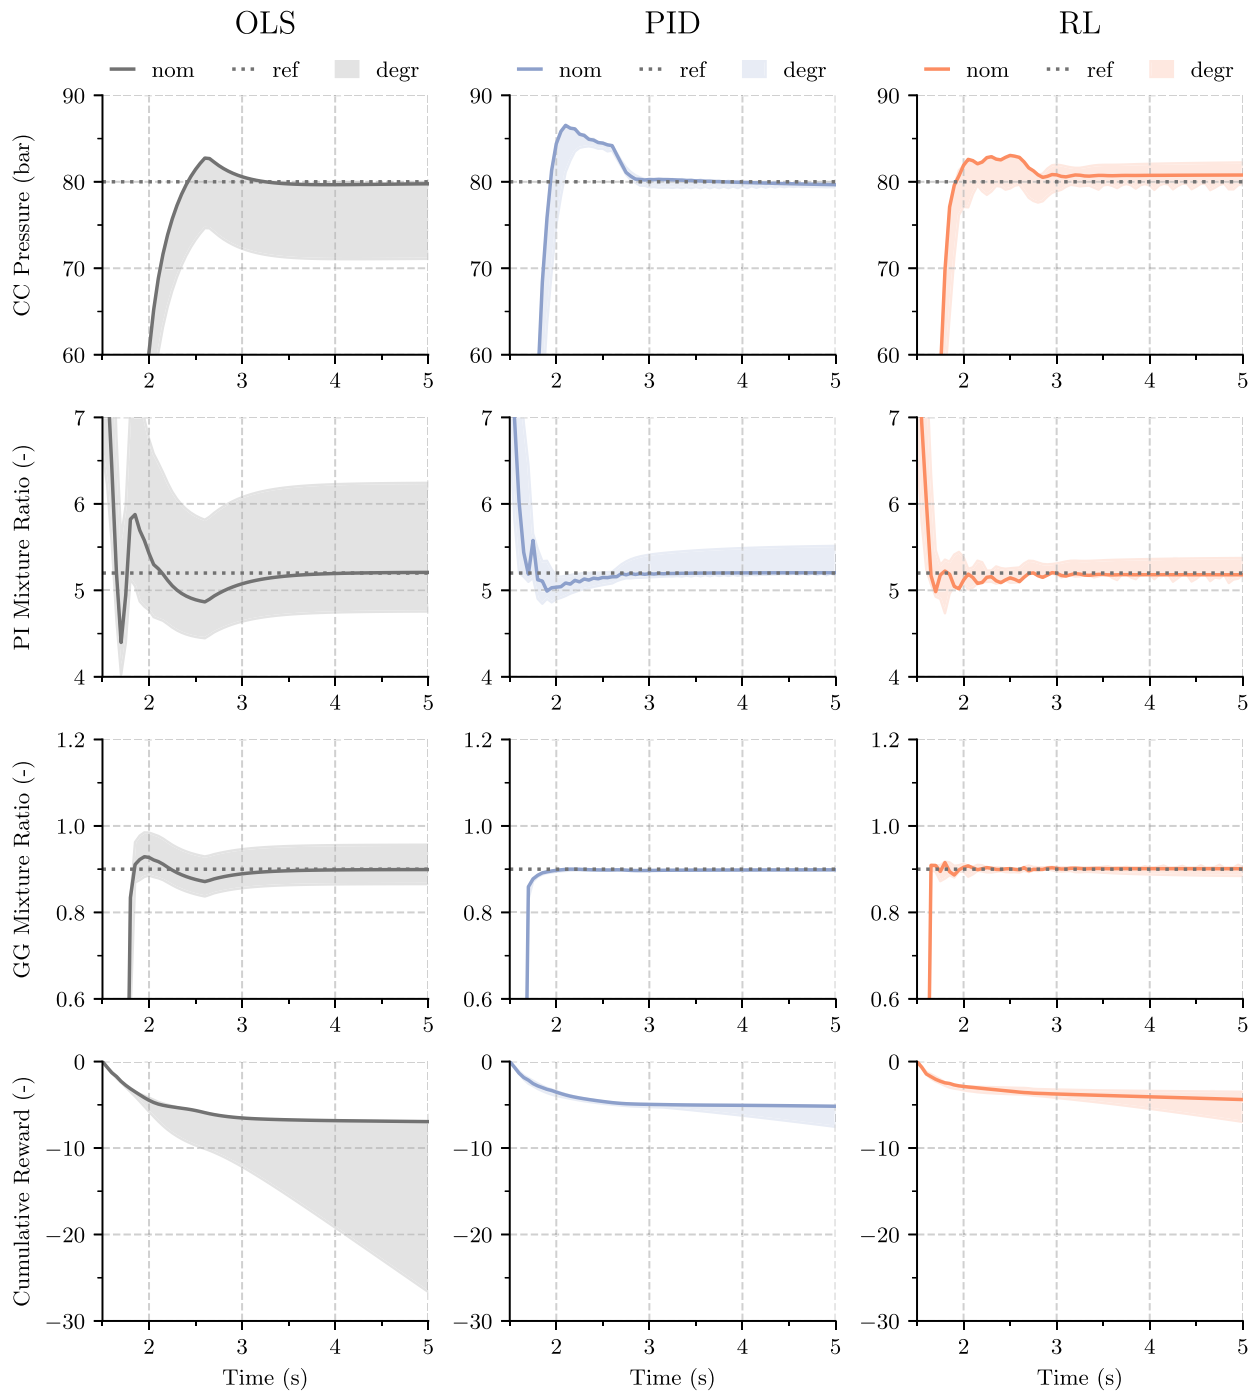 OLS PID RL
nom ref degr nom ref degr nom ref degr
90 90 90
80 80 80
70 70 70
60 60 60
CC Pressure (bar)
2 3 4 5 2 3 4 5 2 3 4 5
7 7 7
6 6 6
5 5 5
4 4 4
PI Mixture Ratio (-)
2 3 4 5 2 3 4 5 2 3 4 5
1.2 1.2 1.2
1.0 1.0 1.0
0.8 0.8 0.8
0.6 0.6 0.6
GG Mixture Ratio (-)
2 3 4 5 2 3 4 5 2 3 4 5
0 0 0
−10 −10 −10
−20 −20 −20
−30 −30 −30
Cumulative Reward (-)
2 3 4 5 2 3 4 5 2 3 4 5
Time (s) Time (s) Time (s)